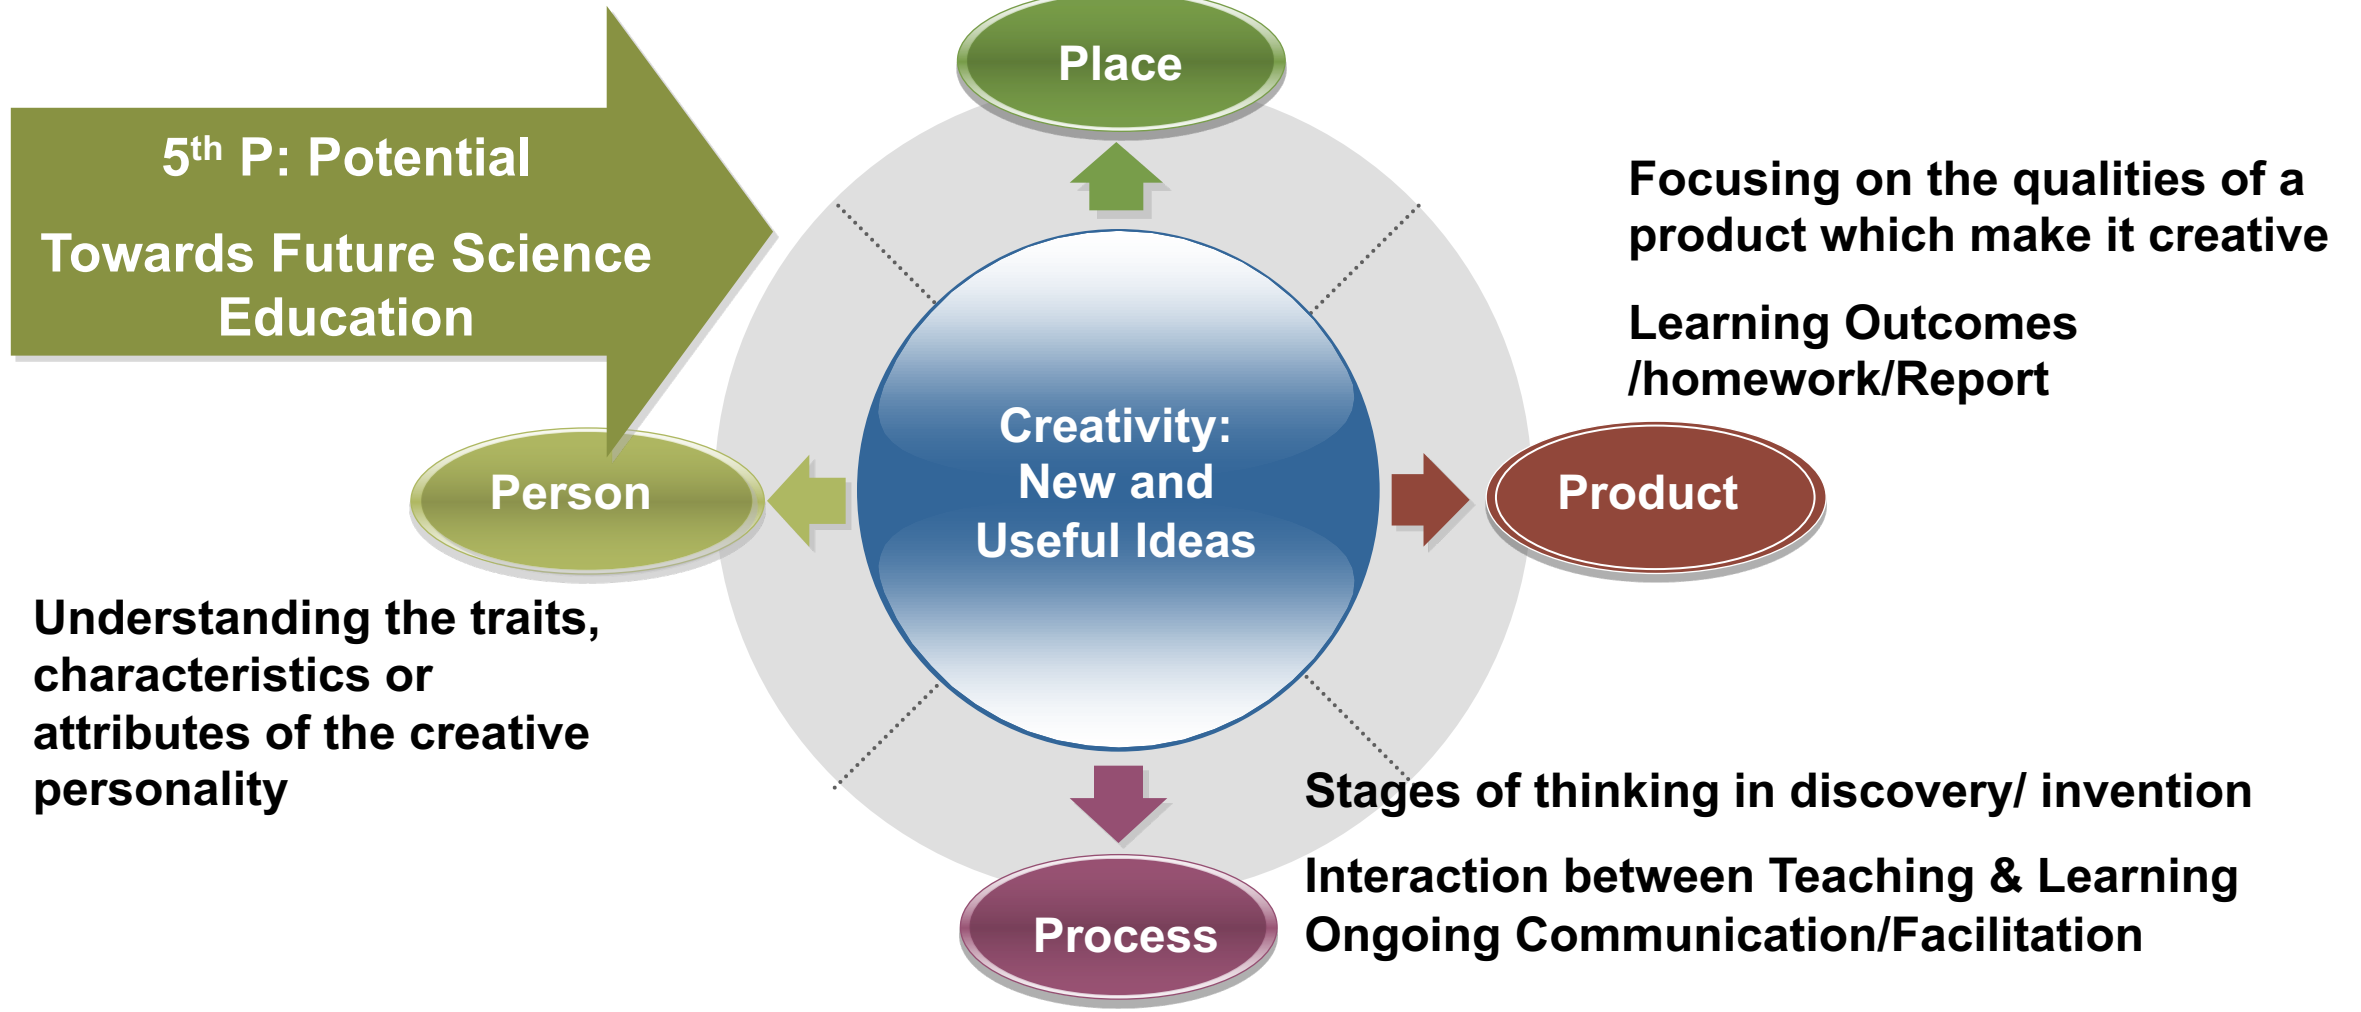 Place
5th P: Potential
Towards Future Science
Education
Focusing on the qualities of a
product which make it creative
Learning Outcomes
/homework/Report
Creativity:
New and
Useful Ideas
Person
Product
Understanding the traits,
characteristics or
attributes of the creative
personality
Stages of thinking in discovery/ invention
Interaction between Teaching & Learning
Ongoing Communication/Facilitation
Process